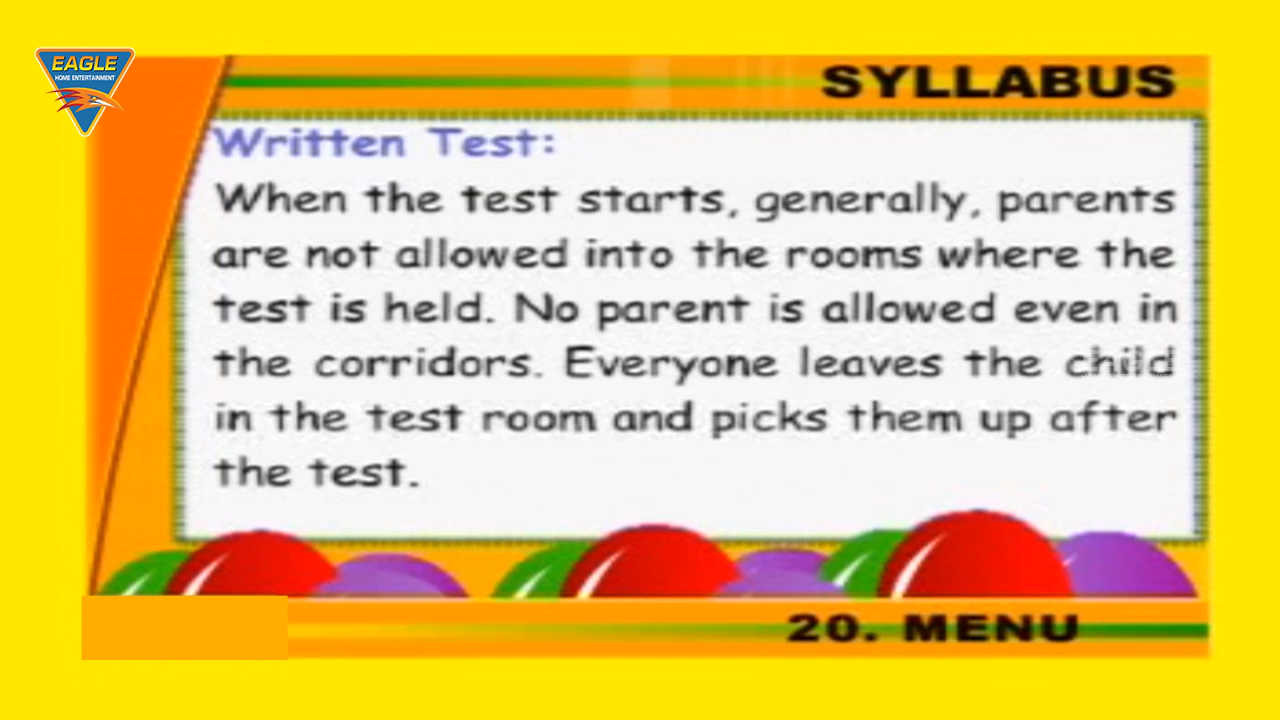 EAGLE
HOME ENTERTAINMENT
SYLLABUS
Written Test:
When the test starts, generally, parents
are not allowed into the rooms where the
test is held. No parent is allowed even in
the corridors. Everyone leaves the child
in the test room and picks them up after
the test.
20. MENU